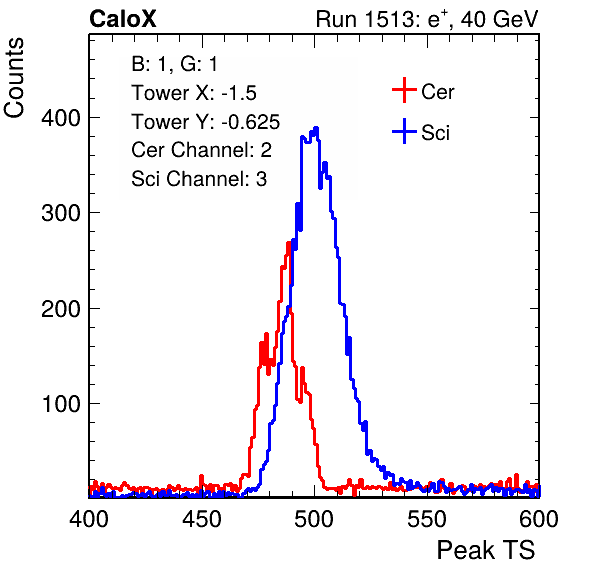 CaloX Run 1513: e⁺, 40 GeV
Counts
B: 1, G: 1
Tower X: -1.5
Tower Y: -0.625
Cer Channel: 2
Sci Channel: 3
Cer
Sci
400
300
200
100
400 450 500 550 600
Peak TS